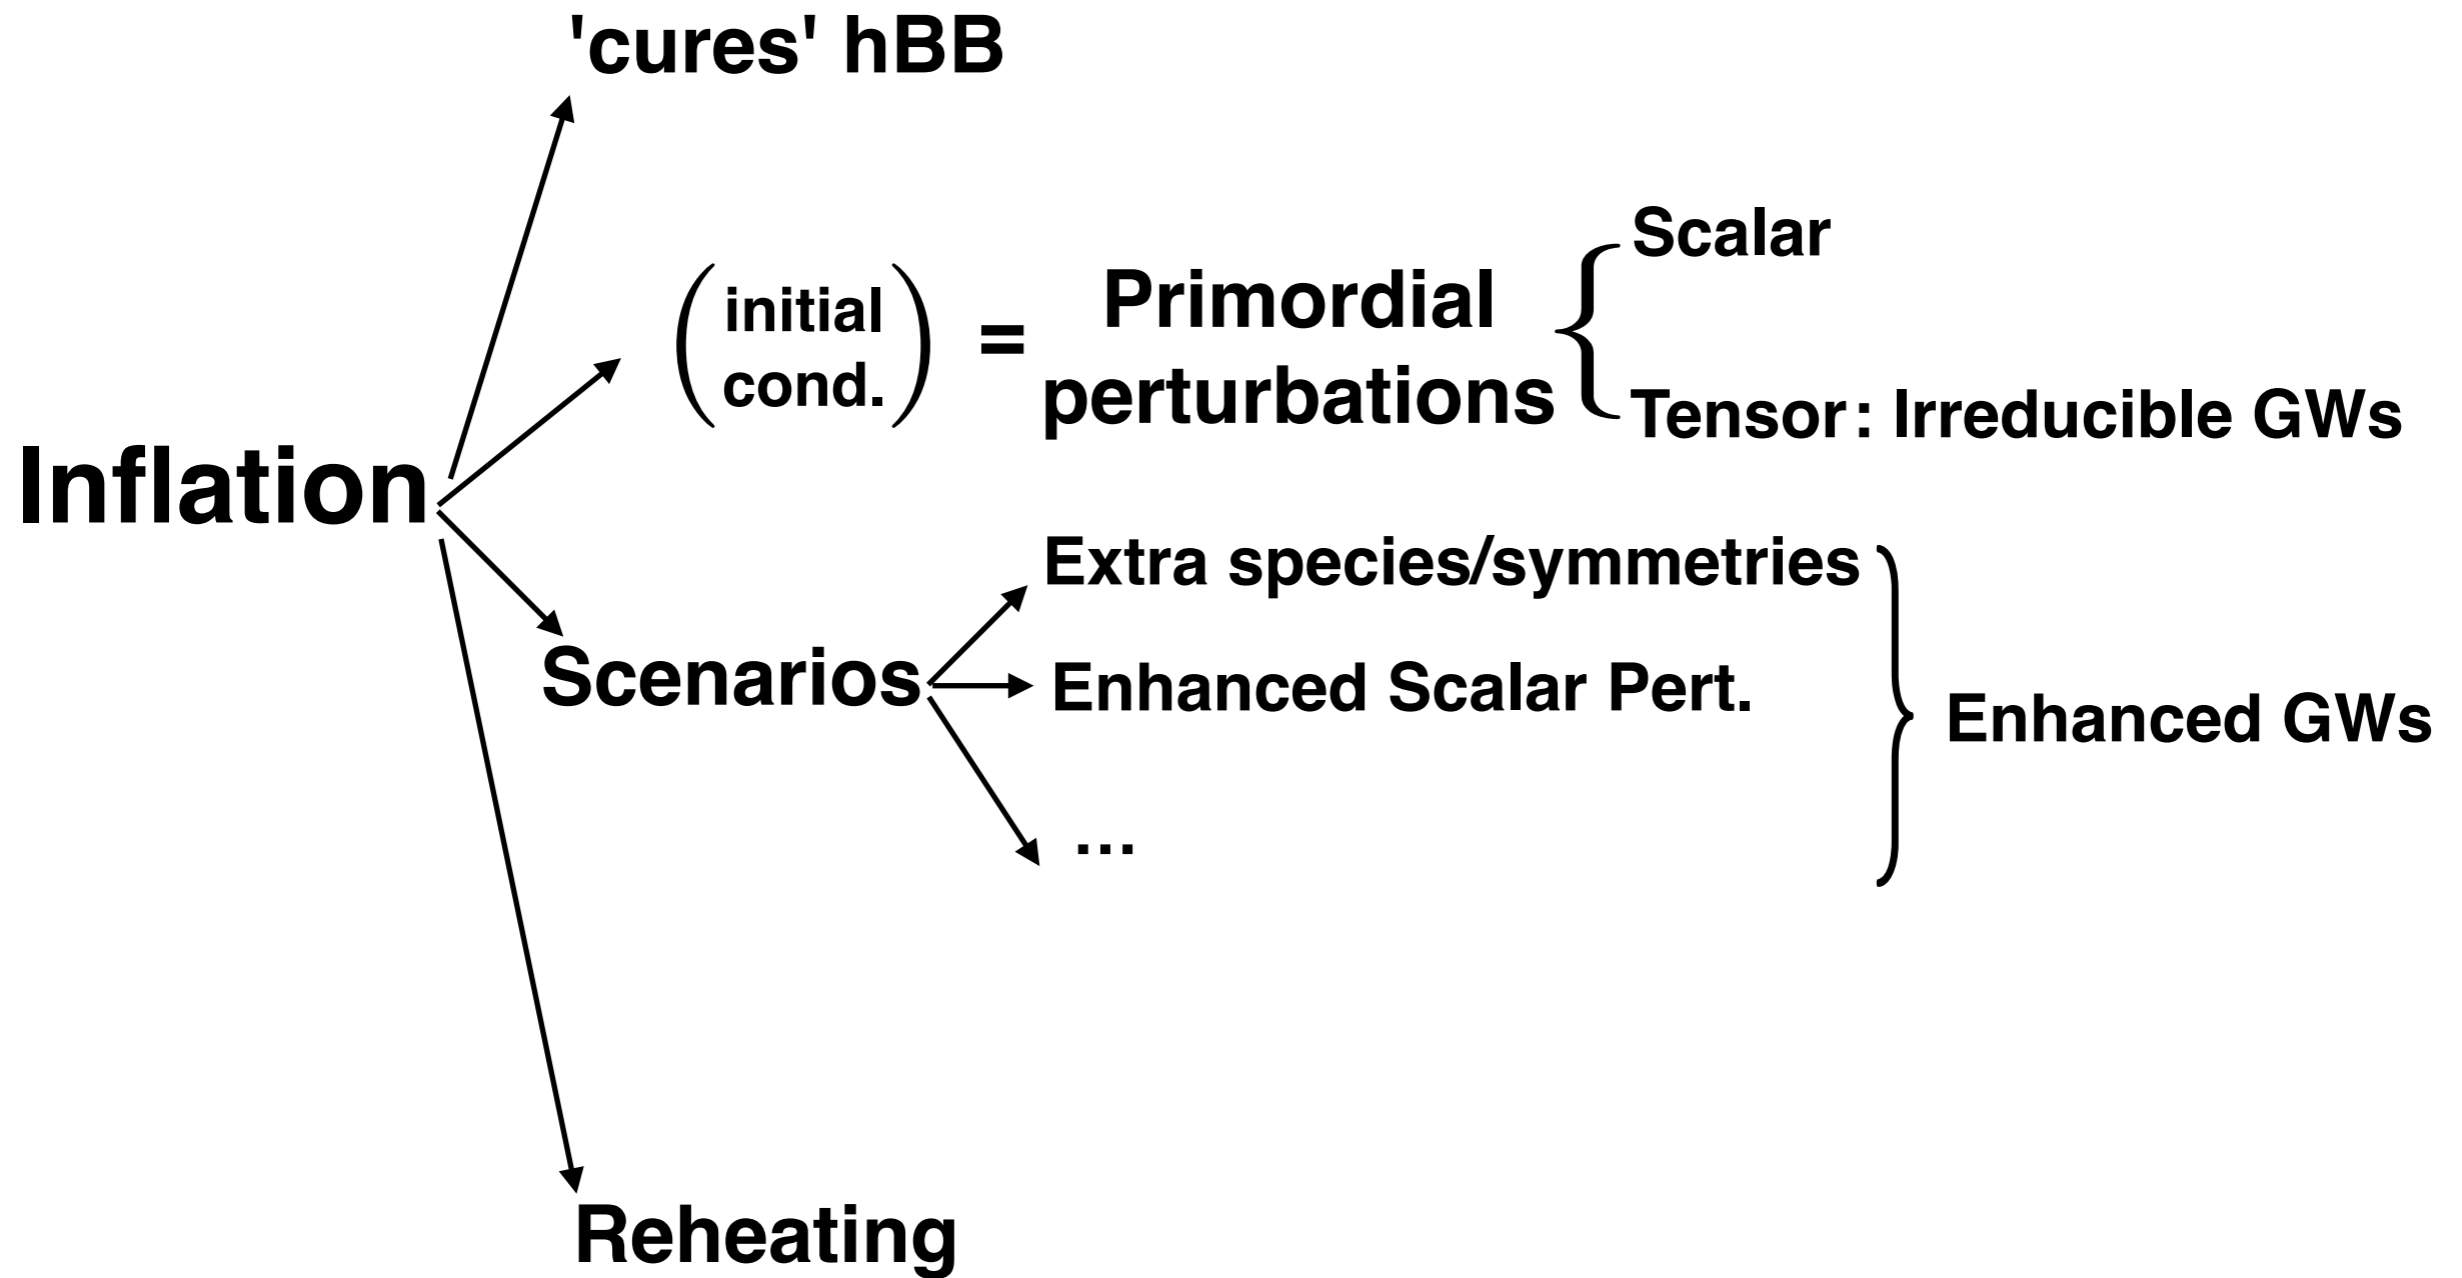 'cures' hBB
initial
cond.
=
Primordial
perturbations
Scalar
Tensor: Irreducible GWs
Inflation
Extra species/symmetries
Scenarios
Enhanced Scalar Pert.
...
Enhanced GWs
Reheating